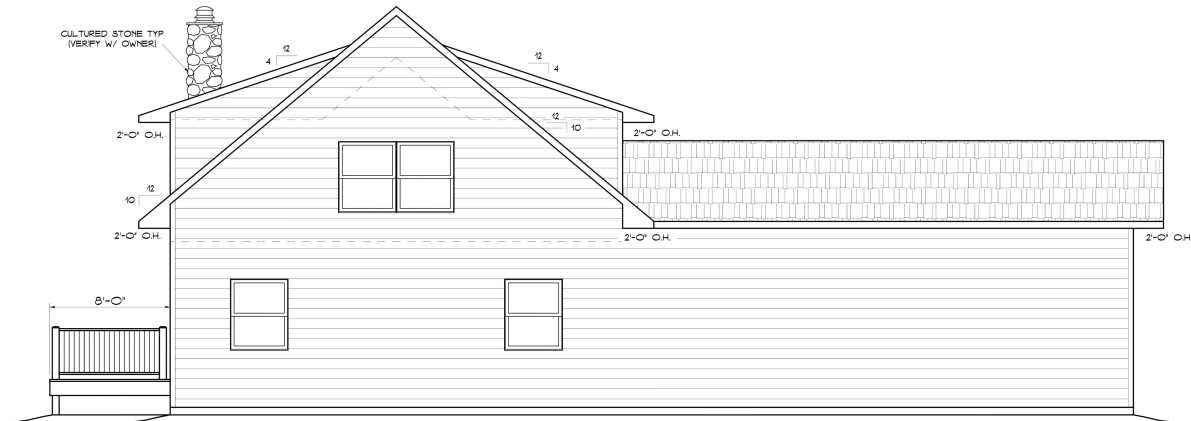 CULTURED STONE TYP
(VERIFY W/ OWNER)
12
4
12
4
2'-0" O.H.
12
10
2'-0" O.H.
12
10
2'-0" O.H.
2'-0" O.H.
2'-0" O.H
8'-0"